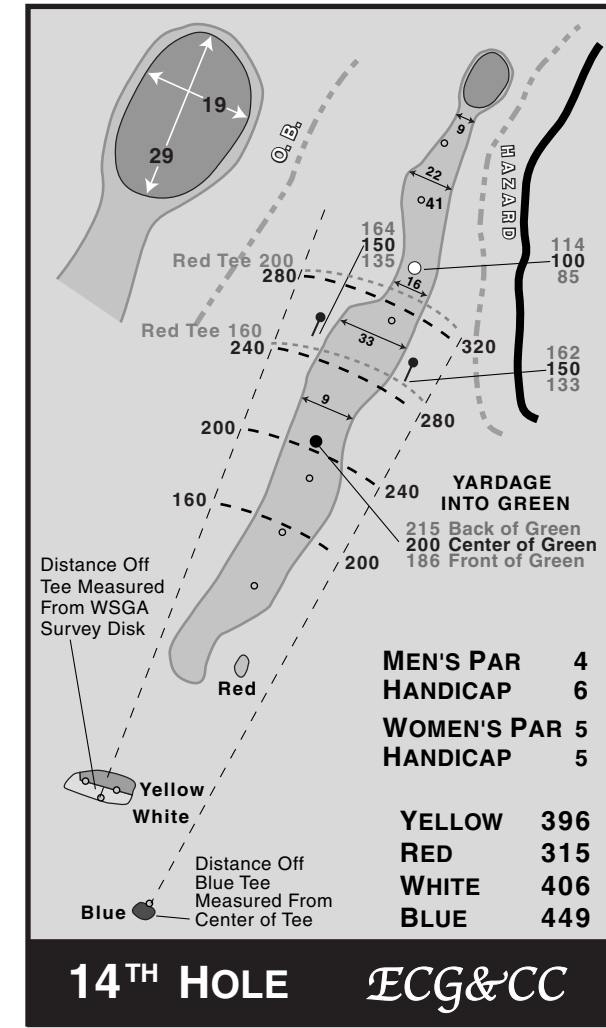 19
29
O.B.
9
22
41
HAZARD
164
150
135
114
100
85
Red Tee 200
280
16
Red Tee 160
240
33
320
162
150
133
280
9
200
240
YARDAGE
INTO GREEN
215 Back of Green
200 Center of Green
186 Front of Green
160
200
Distance Off
Tee Measured
From WSGA
Survey Disk
Red
MEN'S PAR 4
HANDICAP 6
WOMEN'S PAR 5
HANDICAP 5
Yellow
White
YELLOW 396
RED 315
WHITE 406
BLUE 449
Distance Off
Blue Tee
Measured From
Center of Tee
Blue
14TH HOLE ECG&CC